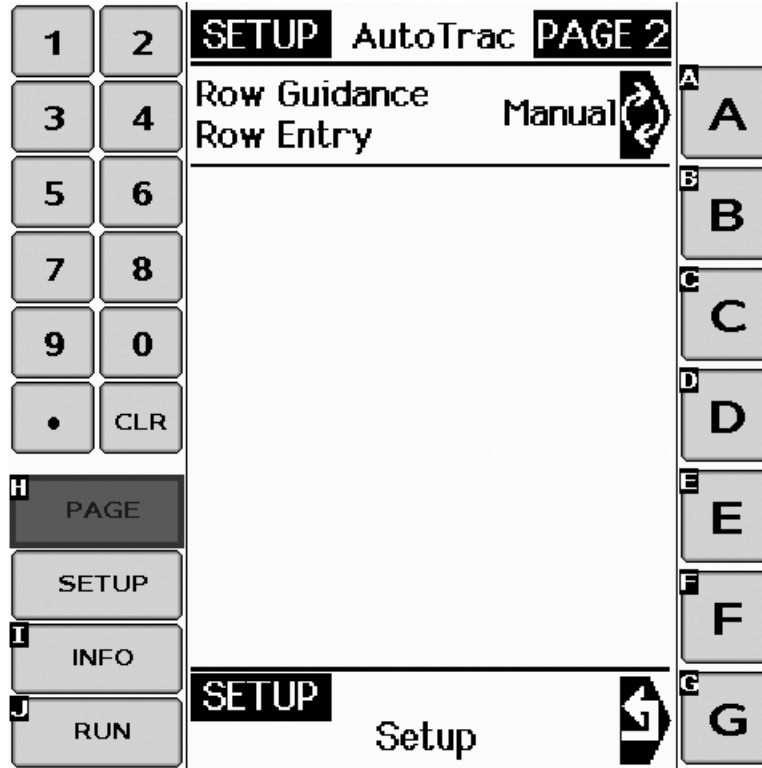 1 2
SETUP AutoTrac PAGE 2
3 4
Row Guidance
Row Entry
Manual
A A
5 6
B B
7 8
C C
9 0
. CLR
D D
H PAGE
E E
SETUP
F F
I INFO
J RUN
SETUP
Setup
G G